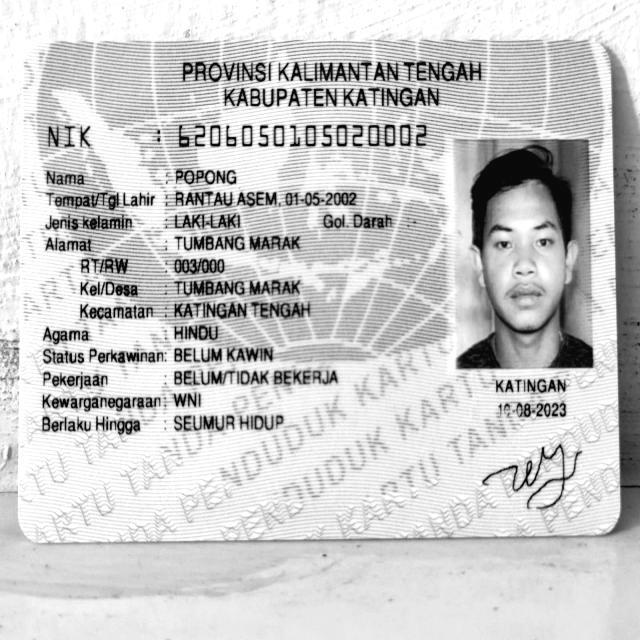 PROVINSI KALIMANTAN TENGAH
KABUPATEN KATINGAN
NIK : 6206050105020002
Nama : POPONG
Tempat/Tgl Lahir : RANTAU ASEM, 01-05-2002
Jenis kelamin : LAKI-LAKI Gol. Darah : -
Alamat : TUMBANG MARAK
RT/RW : 003/000
Kel/Desa : TUMBANG MARAK
Kecamatan : KATINGAN TENGAH
Agama : HINDU
Status Perkawinan: BELUM KAWIN
Pekerjaan : BELUM/TIDAK BEKERJA
Kewarganegaraan: WNI
Berlaku Hingga : SEUMUR HIDUP
KATINGAN
10-08-2023
KARTU TANDA PENDUDUK